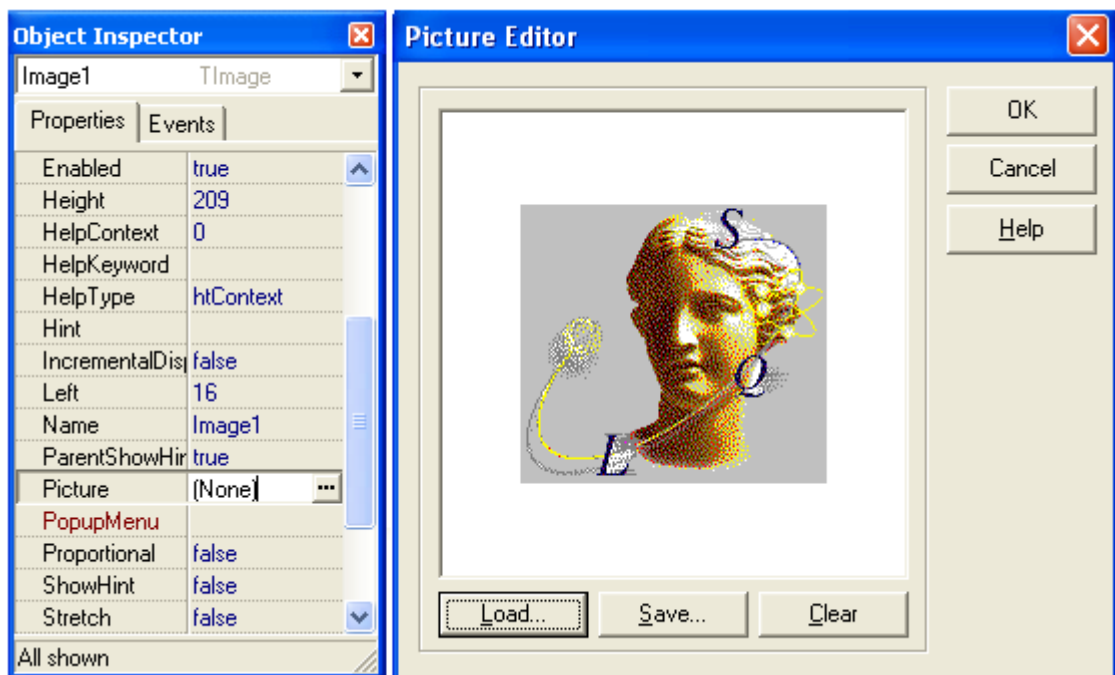 Object Inspector
Image1 TImage
Properties Events
Enabled true
Height 209
HelpContext 0
HelpKeyword
HelpType htContext
Hint
IncrementalDisp false
Left 16
Name Image1
ParentShowHin true
Picture (None) ...
PopupMenu
Proportional false
ShowHint false
Stretch false
All shown
Picture Editor
S
Q
L
Load... Save... Clear
OK
Cancel
Help